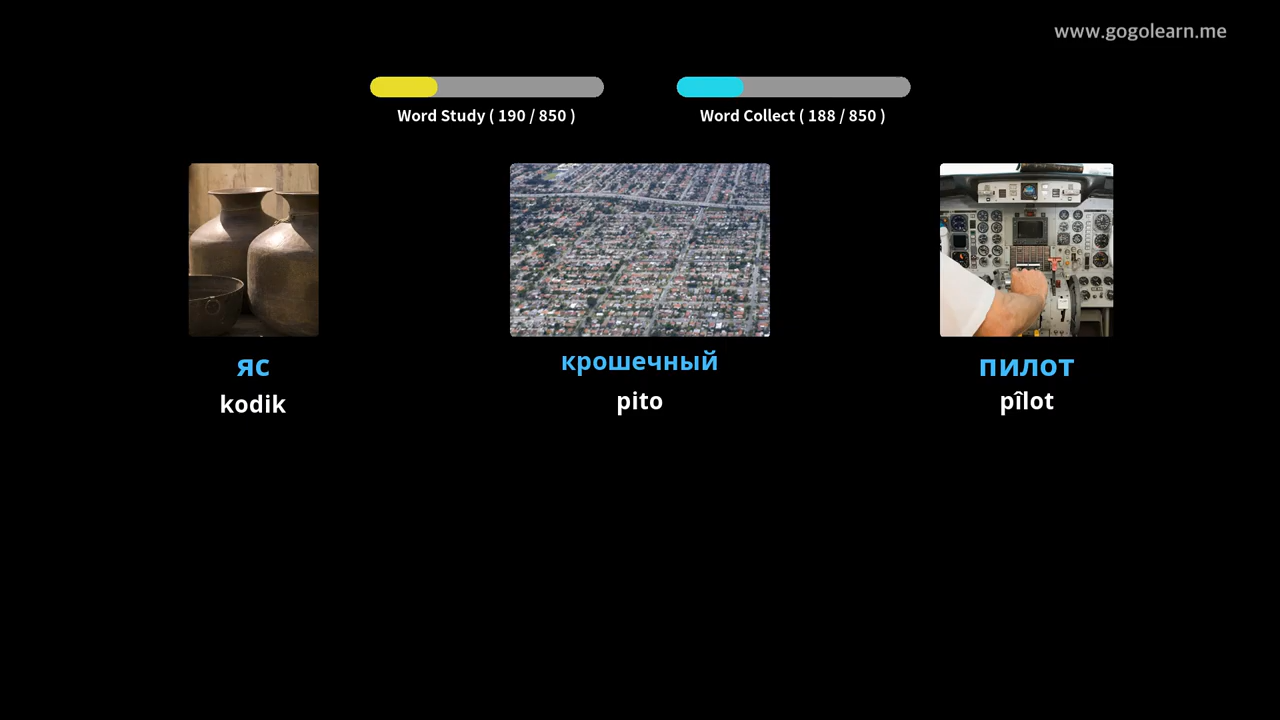 www.gogolearn.me
Word Study ( 190 / 850 )
Word Collect ( 188 / 850 )
яс
kodik
крошечный
pito
пилот
pîlot